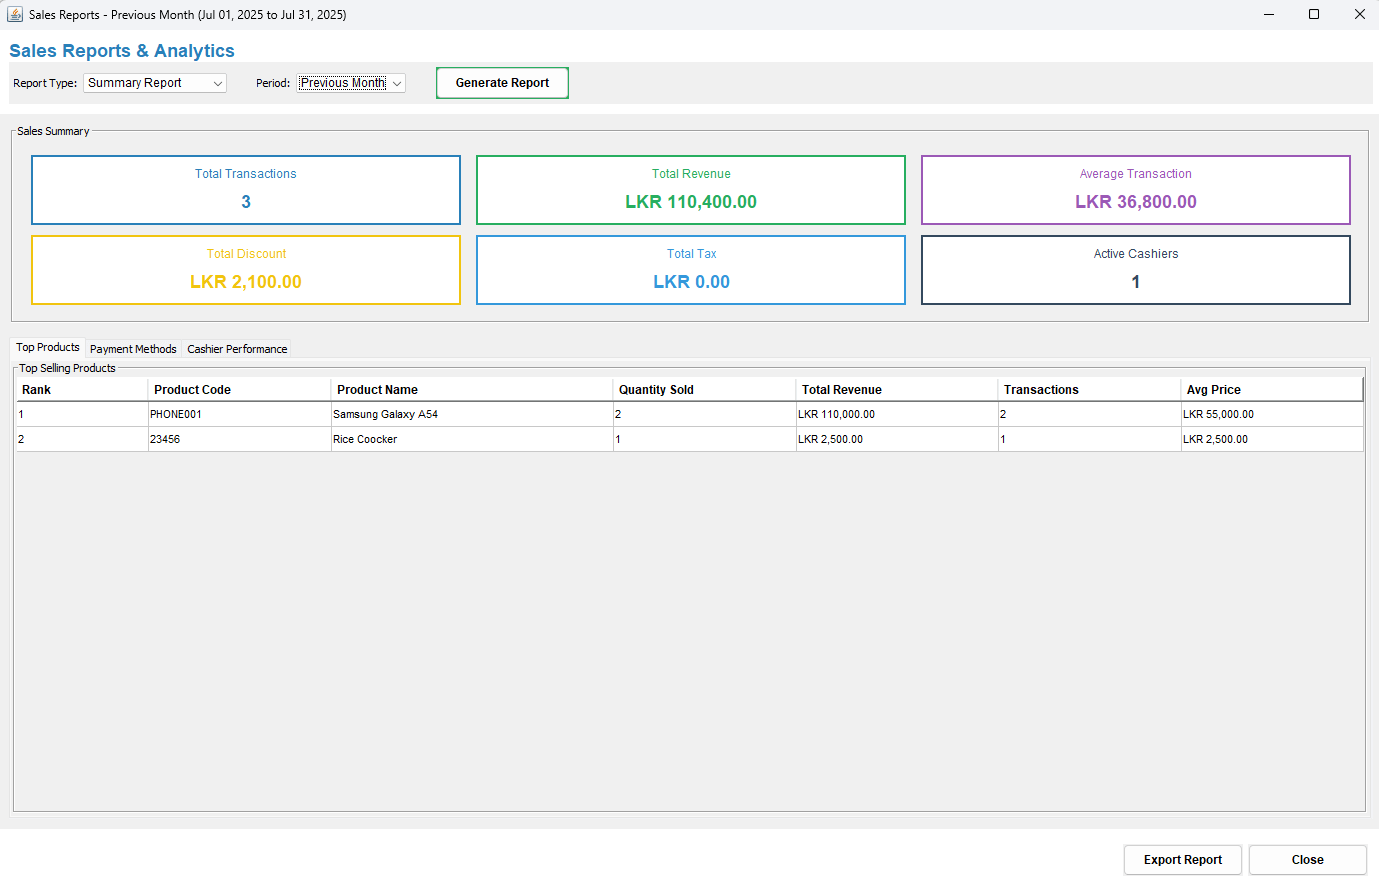 Sales Reports - Previous Month (Jul 01, 2025 to Jul 31, 2025)
Sales Reports & Analytics
Report Type: Summary Report Period: Previous Month Generate Report
Sales Summary
Total Transactions Total Revenue Average Transaction
3 LKR 110,400.00 LKR 36,800.00
Total Discount Total Tax Active Cashiers
LKR 2,100.00 LKR 0.00 1
Top Products Payment Methods Cashier Performance
Top Selling Products
Rank Product Code Product Name Quantity Sold Total Revenue Transactions Avg Price
1 PHONE001 Samsung Galaxy A54 2 LKR 110,000.00 2 LKR 55,000.00
2 23456 Rice Coocker 1 LKR 2,500.00 1 LKR 2,500.00
Export Report Close